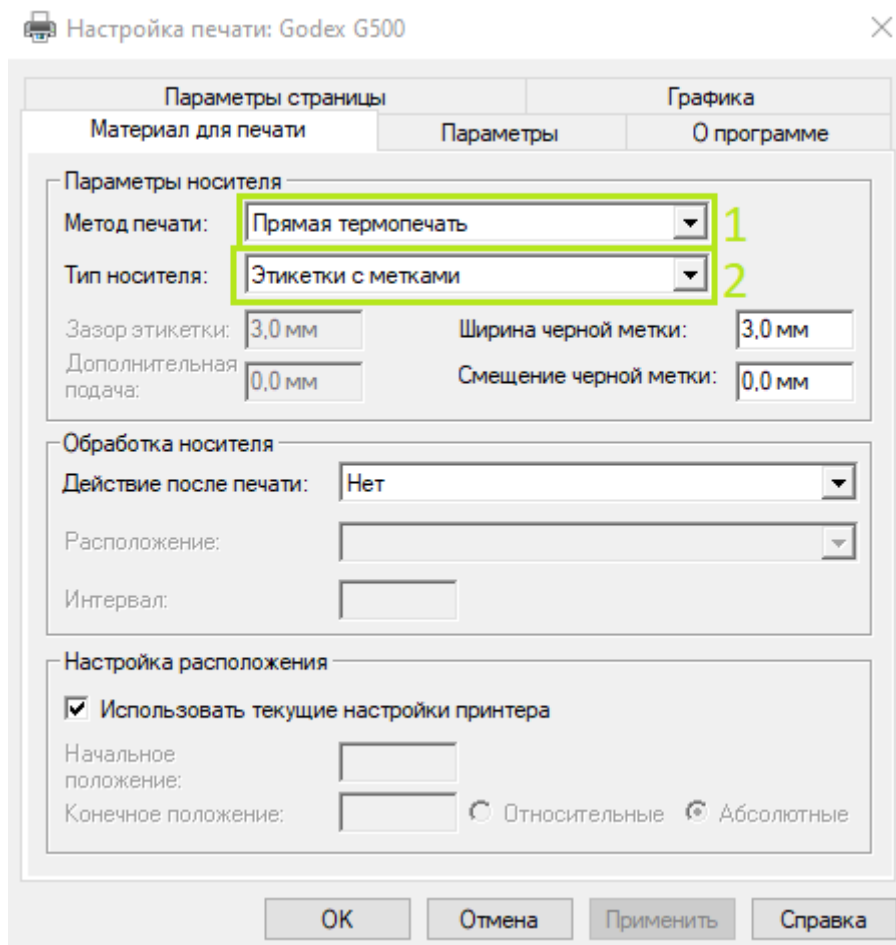 Настройка печати: Godex G500
Параметры страницы Графика
Материал для печати Параметры О программе
Параметры носителя
Метод печати: Прямая термопечать 1
Тип носителя: Этикетки с метками 2
Зазор этикетки: 3,0 мм Ширина черной метки: 3,0 мм
Дополнительная
подача: 0,0 мм Смещение черной метки: 0,0 мм
Обработка носителя
Действие после печати: Нет
Расположение:
Интервал:
Настройка расположения
Использовать текущие настройки принтера
Начальное
положение:
Конечное положение: Относительные Абсолютные
OK Отмена Применить Справка